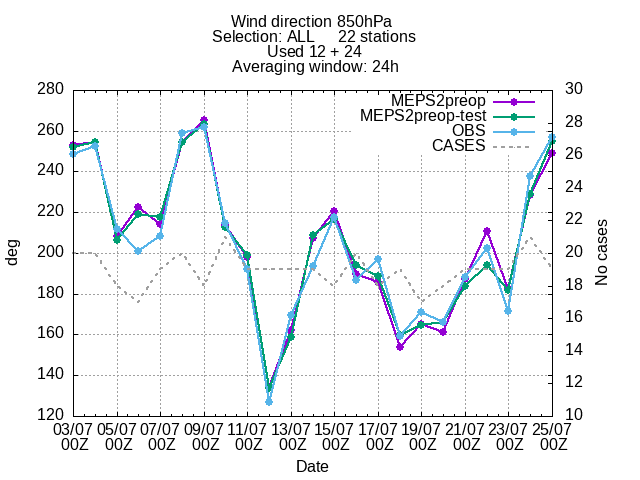 Wind direction 850hPa
Selection: ALL 22 stations
Used 12 + 24
Averaging window: 24h
MEPS2preop
MEPS2preop-test
OBS
CASES
280
260
240
220
200
180
160
140
120
deg
30
28
26
24
22
20
18
16
14
12
10
No cases
03/07 05/07 07/07 09/07 11/07 13/07 15/07 17/07 19/07 21/07 23/07 25/07
00Z 00Z 00Z 00Z 00Z 00Z 00Z 00Z 00Z 00Z 00Z 00Z
Date